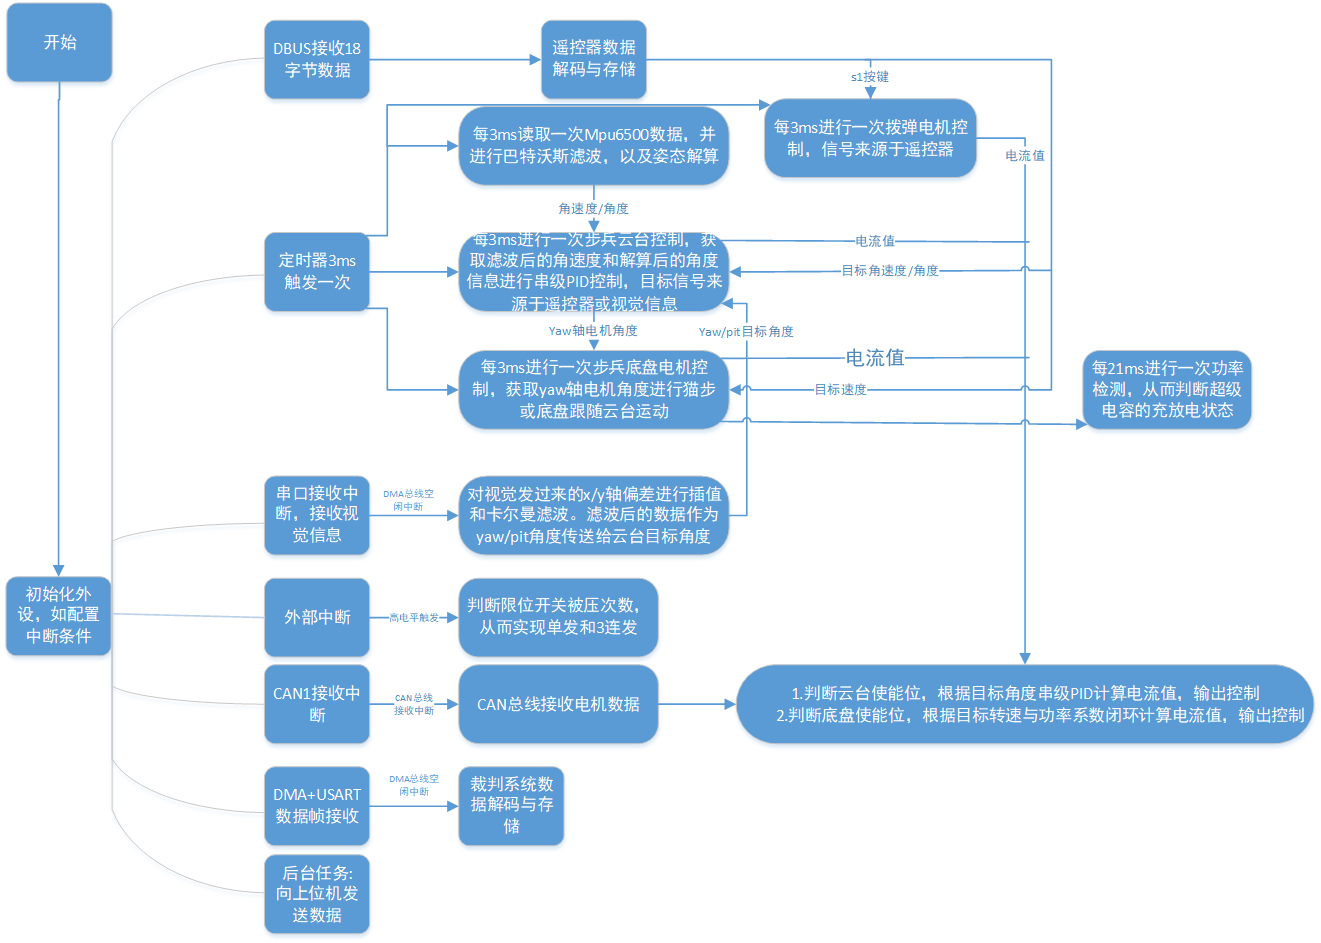 开始
DBUS接收18
字节数据
遥控器数据
解码与存储
s1按键
每3ms读取一次Mpu6500数据，并
进行巴特沃斯滤波，以及姿态解算
每3ms进行一次拨弹电机控
制，信号来源于遥控器
电流值
角速度/角度
定时器3ms
触发一次
每3ms进行一次步兵云台控制，获
取滤波后的角速度和解算后的角度
信息进行串级PID控制，目标信号来
源于遥控器或视觉信息
电流值
目标角速度/角度
Yaw轴电机角度
Yaw/pit目标角度
每3ms进行一次步兵底盘电机控
制，获取yaw轴电机角度进行猫步
或底盘跟随云台运动
电流值
目标速度
每21ms进行一次功率
检测，从而判断超级
电容的充放电状态
串口接收中
断，接收视
觉信息
DMA总线空
闲中断
对视觉发过来的x/y轴偏差进行插值
和卡尔曼滤波。滤波后的数据作为
yaw/pit角度传送给云台目标角度
初始化外
设，如配置
中断条件
外部中断
高电平触发
判断限位开关被压次数，
从而实现单发和3连发
CAN1接收中
断
CAN总线
接收中断
CAN总线接收电机数据
1.判断云台使能位，根据目标角度串级PID计算电流值，输出控制
2.判断底盘使能位，根据目标转速与功率系数闭环计算电流值，输出控制
DMA+USART
数据帧接收
DMA总线空
闲中断
裁判系统数
据解码与存
储
后台任务:
向上位机发
送数据